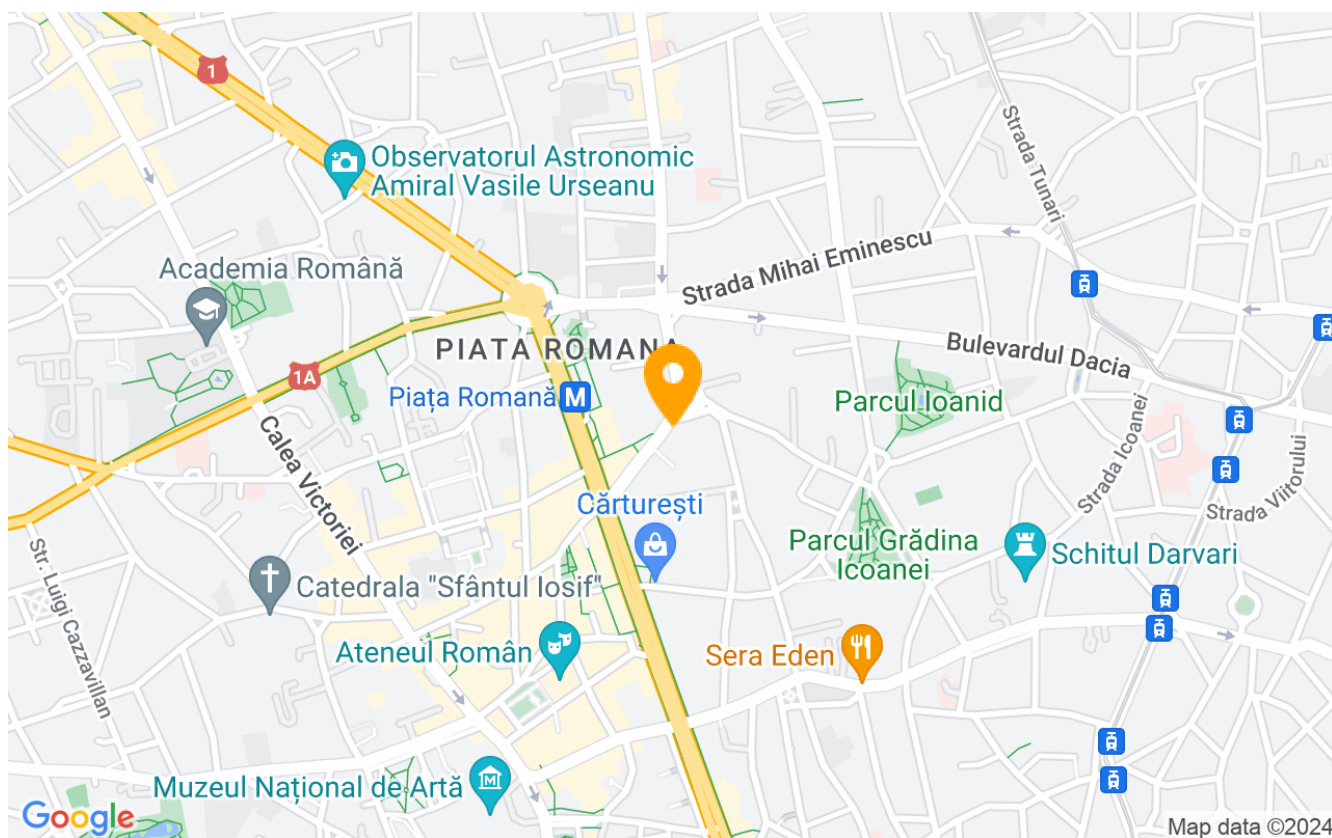 1
Observatorul Astronomic
Amiral Vasile Urseanu
Strada Tunari
Academia Română
Strada Mihai Eminescu
PIATA ROMANA
1A
Piața Romană
M
Bulevardul Dacia
Parcul Ioanid
Strada Icoanei
Strada Viitorului
Calea Victoriei
Cărturești
Parcul Grădina
Icoanei
Schitul Darvari
Str. Luigi Cazzavillan
Catedrala "Sfântul Iosif"
Ateneul Român
Sera Eden
Muzeul Național de Artă
Google
Map data ©2024